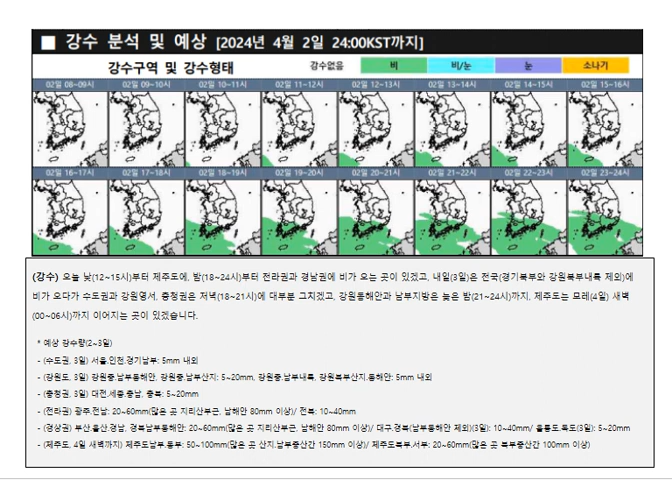 ■ 강수 분석 및 예상 [2024년 4월 2일 24:00KST까지]
강수구역 및 강수형태 강수없음 비 비/눈 눈 소나기
02일 08~09시 02일 09~10시 02일 10~11시 02일 11~12시 02일 12~13시 02일 13~14시 02일 14~15시 02일 15~16시
02일 16~17시 02일 17~18시 02일 18~19시 02일 19~20시 02일 20~21시 02일 21~22시 02일 22~23시 02일 23~24시
(강수) 오늘 낮(12~15시)부터 제주도에, 밤(18~24시)부터 전라권과 경남권에 비가 오는 곳이 있겠고, 내일(3일)은 전국(경기북부와 강원북부내륙 제외)에
비가 오다가 수도권과 강원영서, 충청권은 저녁(18~21시)에 대부분 그치겠고, 강원동해안과 남부지방은 늦은 밤(21~24시)까지, 제주도는 모레(4일) 새벽
(00~06시)까지 이어지는 곳이 있겠습니다.
* 예상 강수량(2~3일)
- (수도권, 3일) 서울.인천.경기남부: 5mm 내외
- (강원도, 3일) 강원중.남부동해안, 강원중.남부산지: 5~20mm, 강원중.남부내륙, 강원북부산지.동해안: 5mm 내외
- (충청권, 3일) 대전.세종.충남, 충북: 5~20mm
- (전라권) 광주.전남: 20~60mm(많은 곳 지리산부근, 남해안 80mm 이상)/ 전북: 10~40mm
- (경상권) 부산.울산.경남, 경북남부동해안: 20~60mm(많은 곳 지리산부근, 남해안 80mm 이상)/ 대구.경북(남부동해안 제외)(3일): 10~40mm/ 울릉도.독도(3일): 5~20mm
- (제주도, 4일 새벽까지) 제주도남부.동부: 50~100mm(많은 곳 산지.남부중산간 150mm 이상)/ 제주도북부.서부: 20~60mm(많은 곳 북부중산간 100mm 이상)